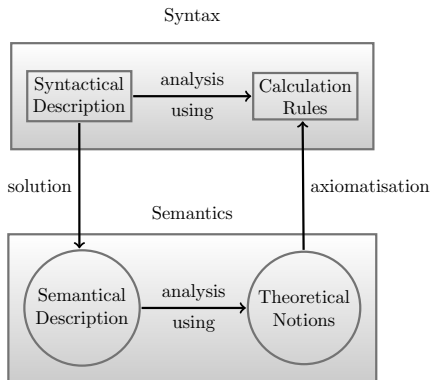 Syntax
Syntactical
Description
analysis
using
Calculation
Rules
solution
axiomatisation
Semantics
Semantical
Description
analysis
using
Theoretical
Notions